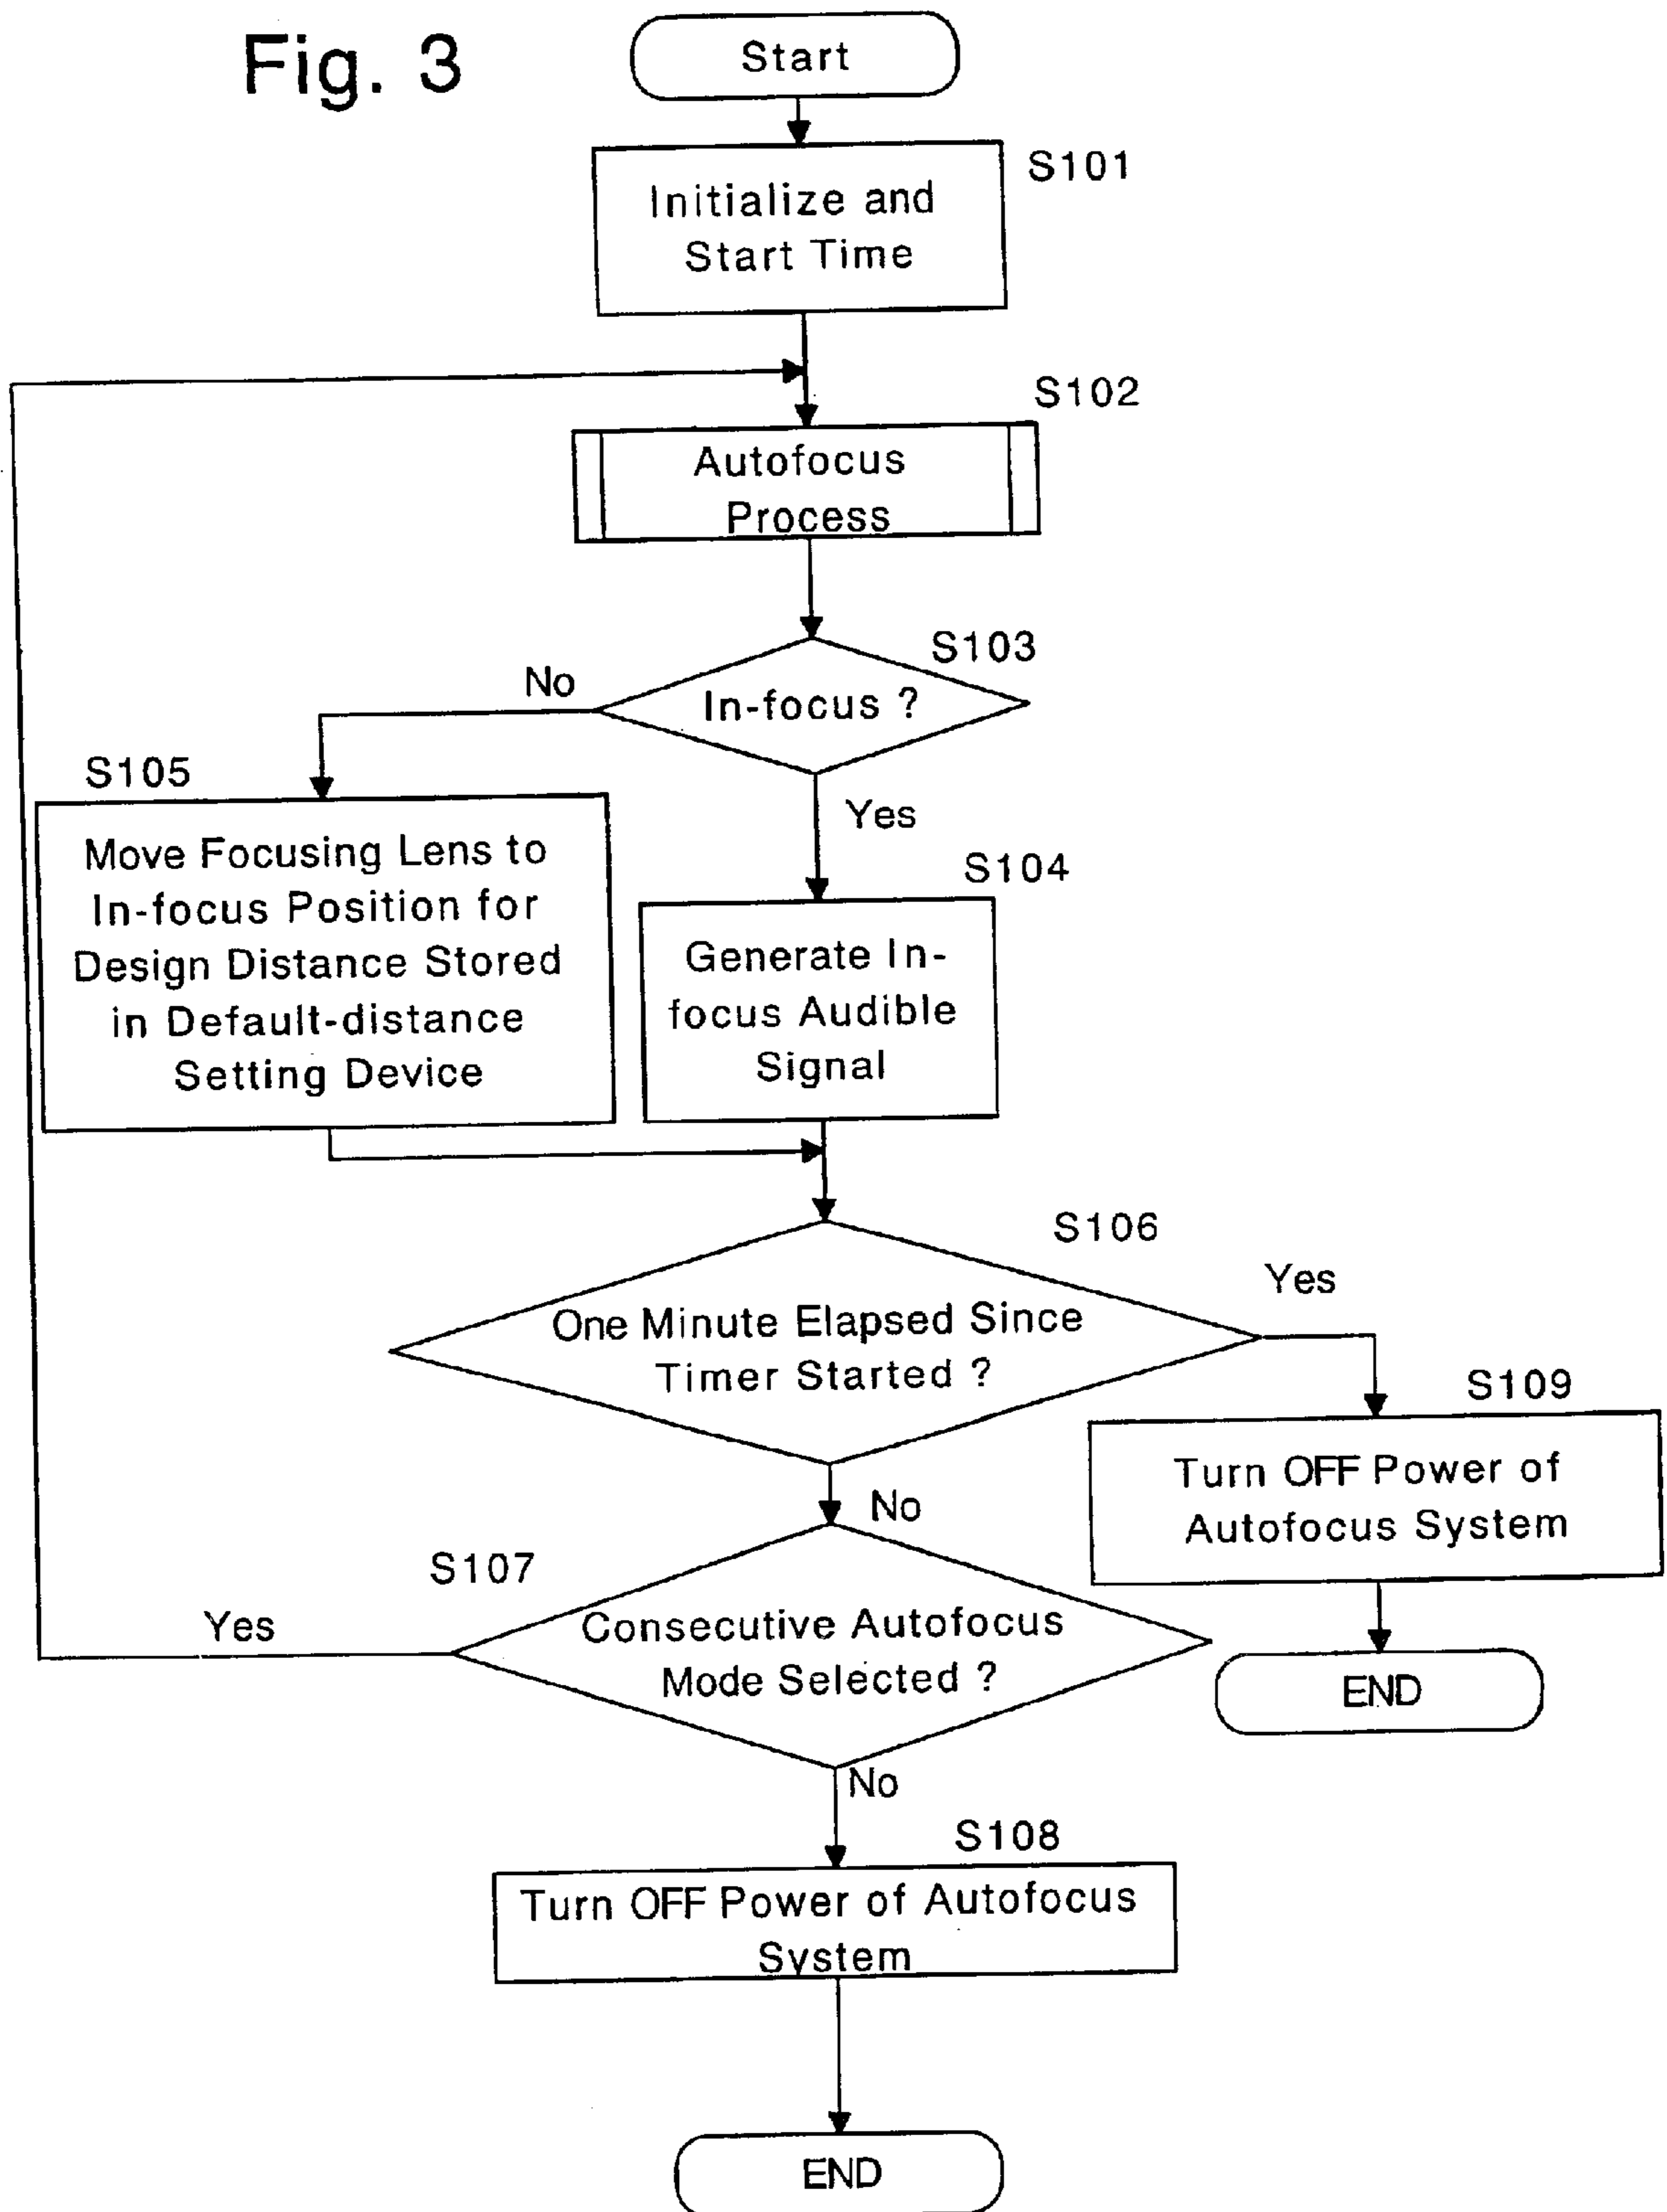 Fig. 3
Start
S101
Initialize and
Start Time
S102
Autofocus
Process
S103
No
In-focus ?
Yes
S105
Move Focusing Lens to
In-focus Position for
Design Distance Stored
in Default-distance
Setting Device
S104
Generate In-
focus Audible
Signal
S106
Yes
One Minute Elapsed Since
Timer Started ?
S109
Turn OFF Power of
Autofocus System
END
No
S107
Yes
Consecutive Autofocus
Mode Selected ?
No
S108
Turn OFF Power of Autofocus
System
END